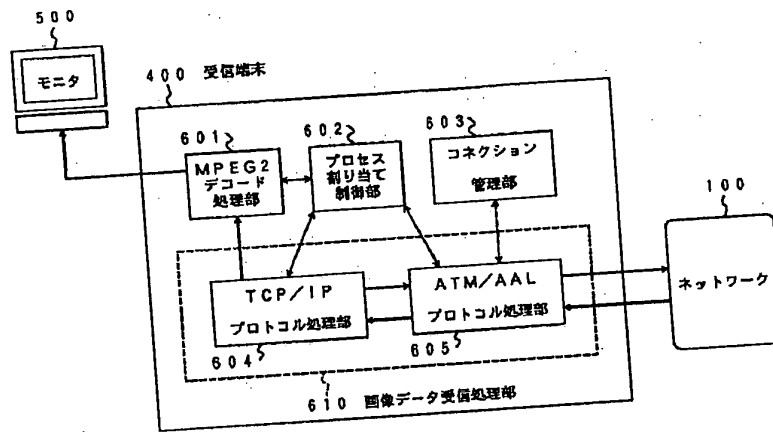 500
モニタ
400 受信端末
601
MPEG2
デコード
処理部
602
プロセス
割り当て
制御部
603
コネクション
管理部
100
ネットワーク
TCP/IP
プロトコル処理部
604
ATM/AAL
プロトコル処理部
605
610 画像データ受信処理部